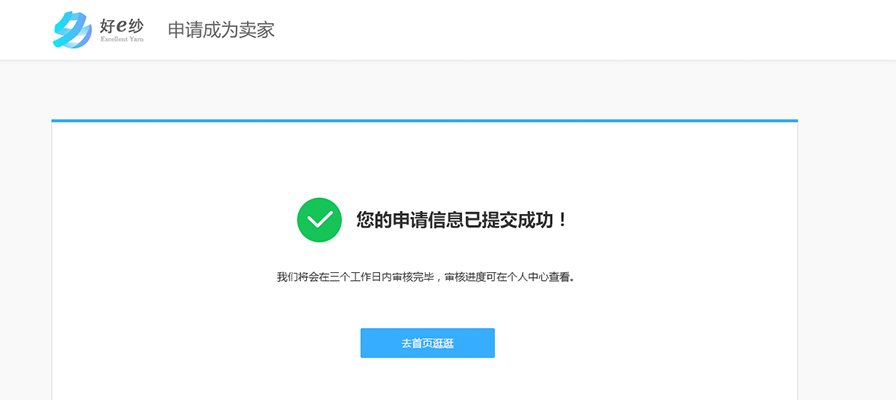 好e纱
Excellent Yarn
申请成为卖家
您的申请信息已提交成功！
我们将会在三个工作日内审核完毕，审核进度可在个人中心查看。
去首页逛逛